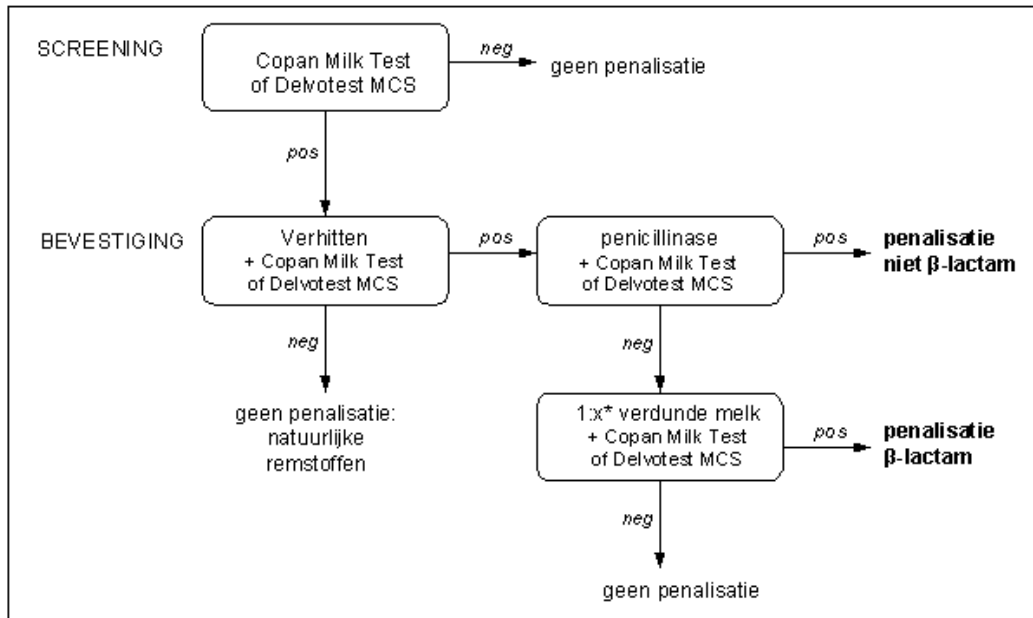 SCREENING
Copan Milk Test
of Delvotest MCS
neg
geen penalisatie
pos
BEVESTIGING
Verhitten
+ Copan Milk Test
of Delvotest MCS
pos
penicillinase
+ Copan Milk Test
of Delvotest MCS
pos
penalisatie
niet β-lactam
neg
geen penalisatie:
natuurlijke
remstoffen
neg
1:x* verdunde melk
+ Copan Milk Test
of Delvotest MCS
pos
penalisatie
β-lactam
neg
geen penalisatie